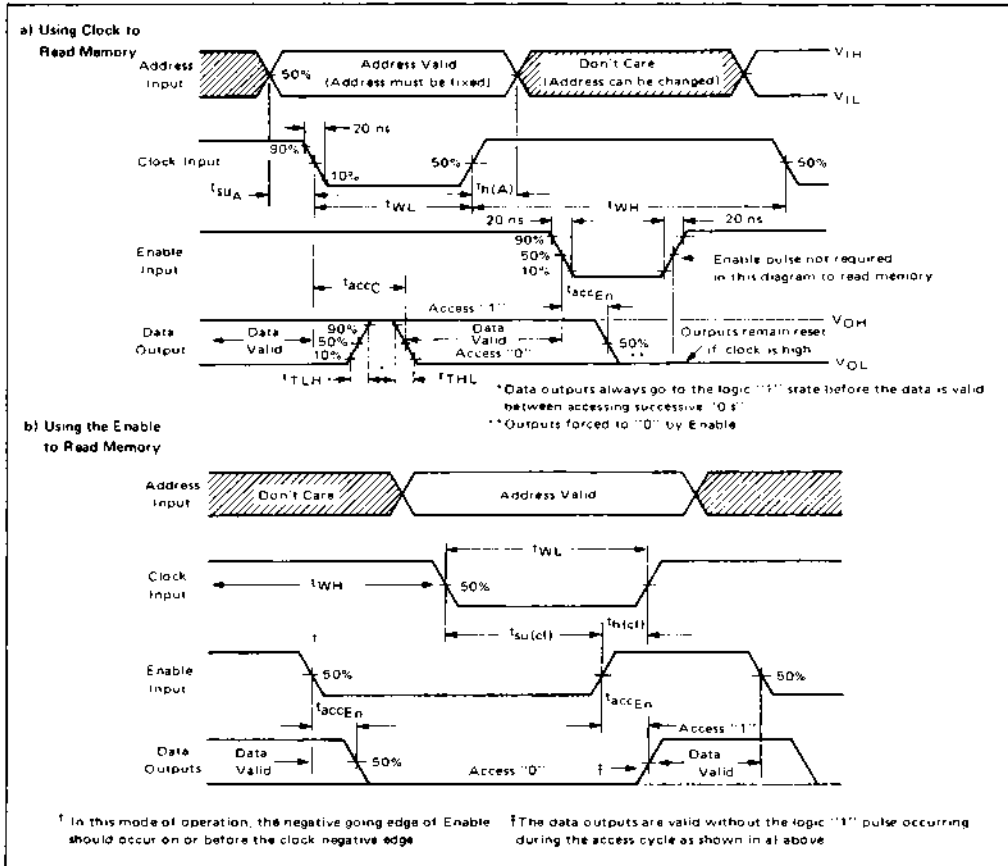 a) Using Clock to
Read Memory
Address
Input
50%
Address Valid
(Address must be fixed)
Don't Care
(Address can be changed)
VIH
VIL
20 ns
Clock Input
90%
10%
50%
50%
tsuA
tWL
th(A)
tWH
20 ns
20 ns
Enable
Input
90%
50%
10%
Enable pulse not required
in this diagram to read memory
taccC
taccEn
Access "1"
VOH
Data
Output
Data
Valid
90%
50%
10%
Data
Valid
Access "0"
50%
**
Outputs remain reset
if clock is high
VOL
tTLH
*
tTHL
*Data outputs always go to the logic "1" state before the data is valid
between accessing successive "0's"
**Outputs forced to "0" by Enable
b) Using the Enable
to Read Memory
Address
Input
Don't Care
Address Valid
tWL
Clock
Input
tWH
50%
tsu(cl)
th(cl)
†
Enable
Input
50%
50%
taccEn
taccEn
Access "1"
Data
Outputs
Data
Valid
50%
Access "0"
‡
Data
Valid
† In this mode of operation, the negative going edge of Enable
should occur on or before the clock negative edge
‡The data outputs are valid without the logic "1" pulse occurring
during the access cycle as shown in a) above